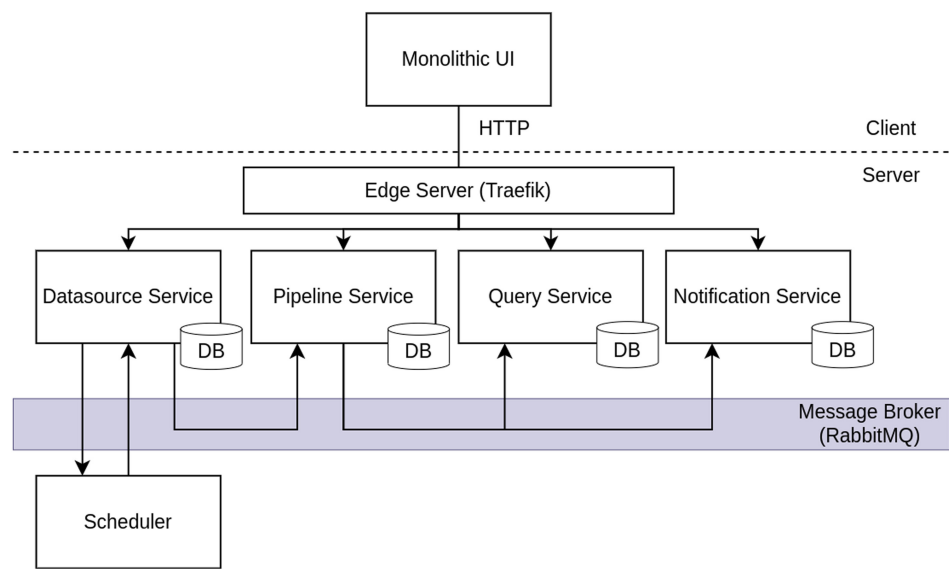 Monolithic UI
HTTP
Client
Server
Edge Server (Traefik)
Datasource Service
Pipeline Service
Query Service
Notification Service
DB
DB
DB
DB
Message Broker
(RabbitMQ)
Scheduler